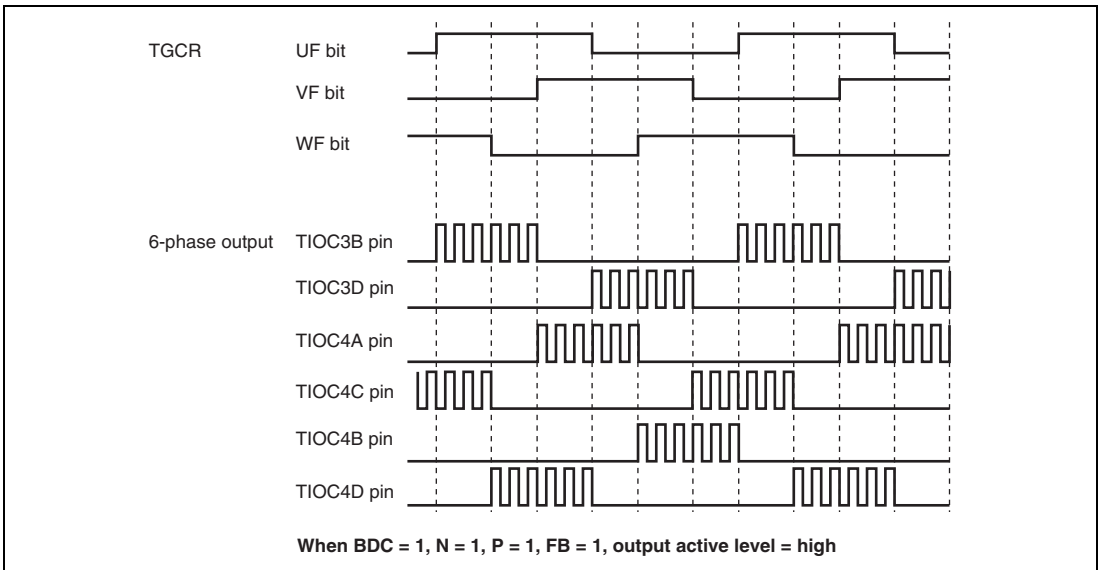 TGCR UF bit
VF bit
WF bit
6-phase output TIOC3B pin
TIOC3D pin
TIOC4A pin
TIOC4C pin
TIOC4B pin
TIOC4D pin
When BDC = 1, N = 1, P = 1, FB = 1, output active level = high